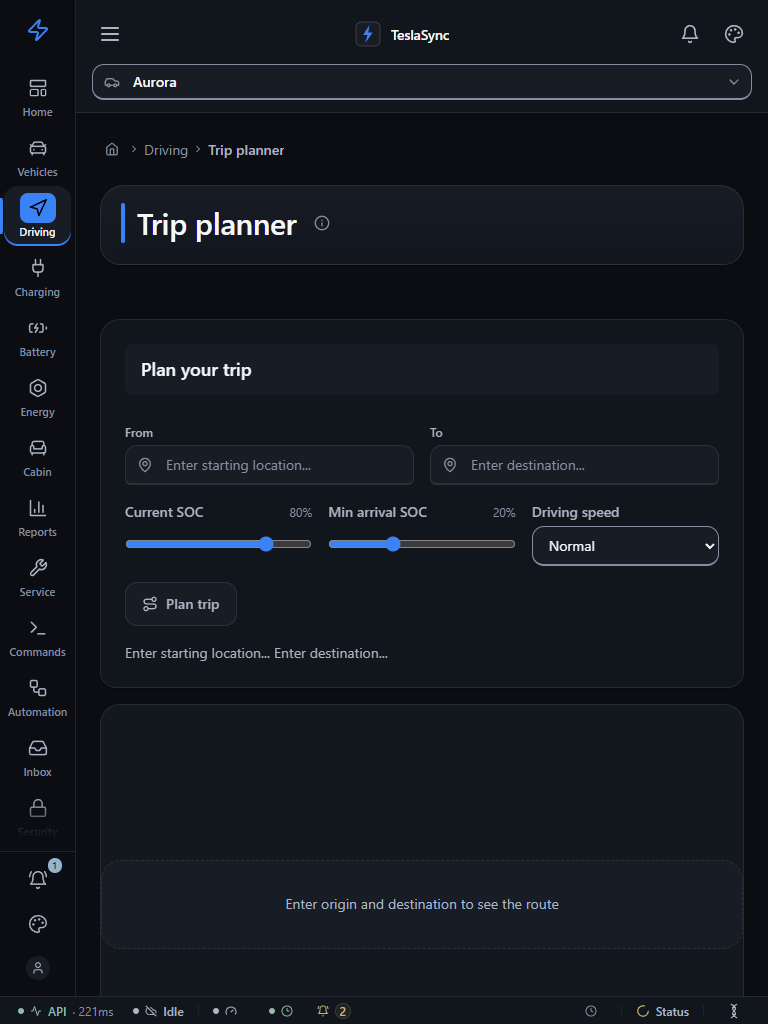 TeslaSync
Aurora
Home
Vehicles
Driving
Charging
Battery
Energy
Cabin
Reports
Service
Commands
Automation
Inbox
Security
1
Driving Trip planner
Trip planner
Plan your trip
From To
Enter starting location... Enter destination...
Current SOC 80% Min arrival SOC 20% Driving speed
Normal
Plan trip
Enter starting location... Enter destination...
Enter origin and destination to see the route
API · 221ms Idle 2 Status